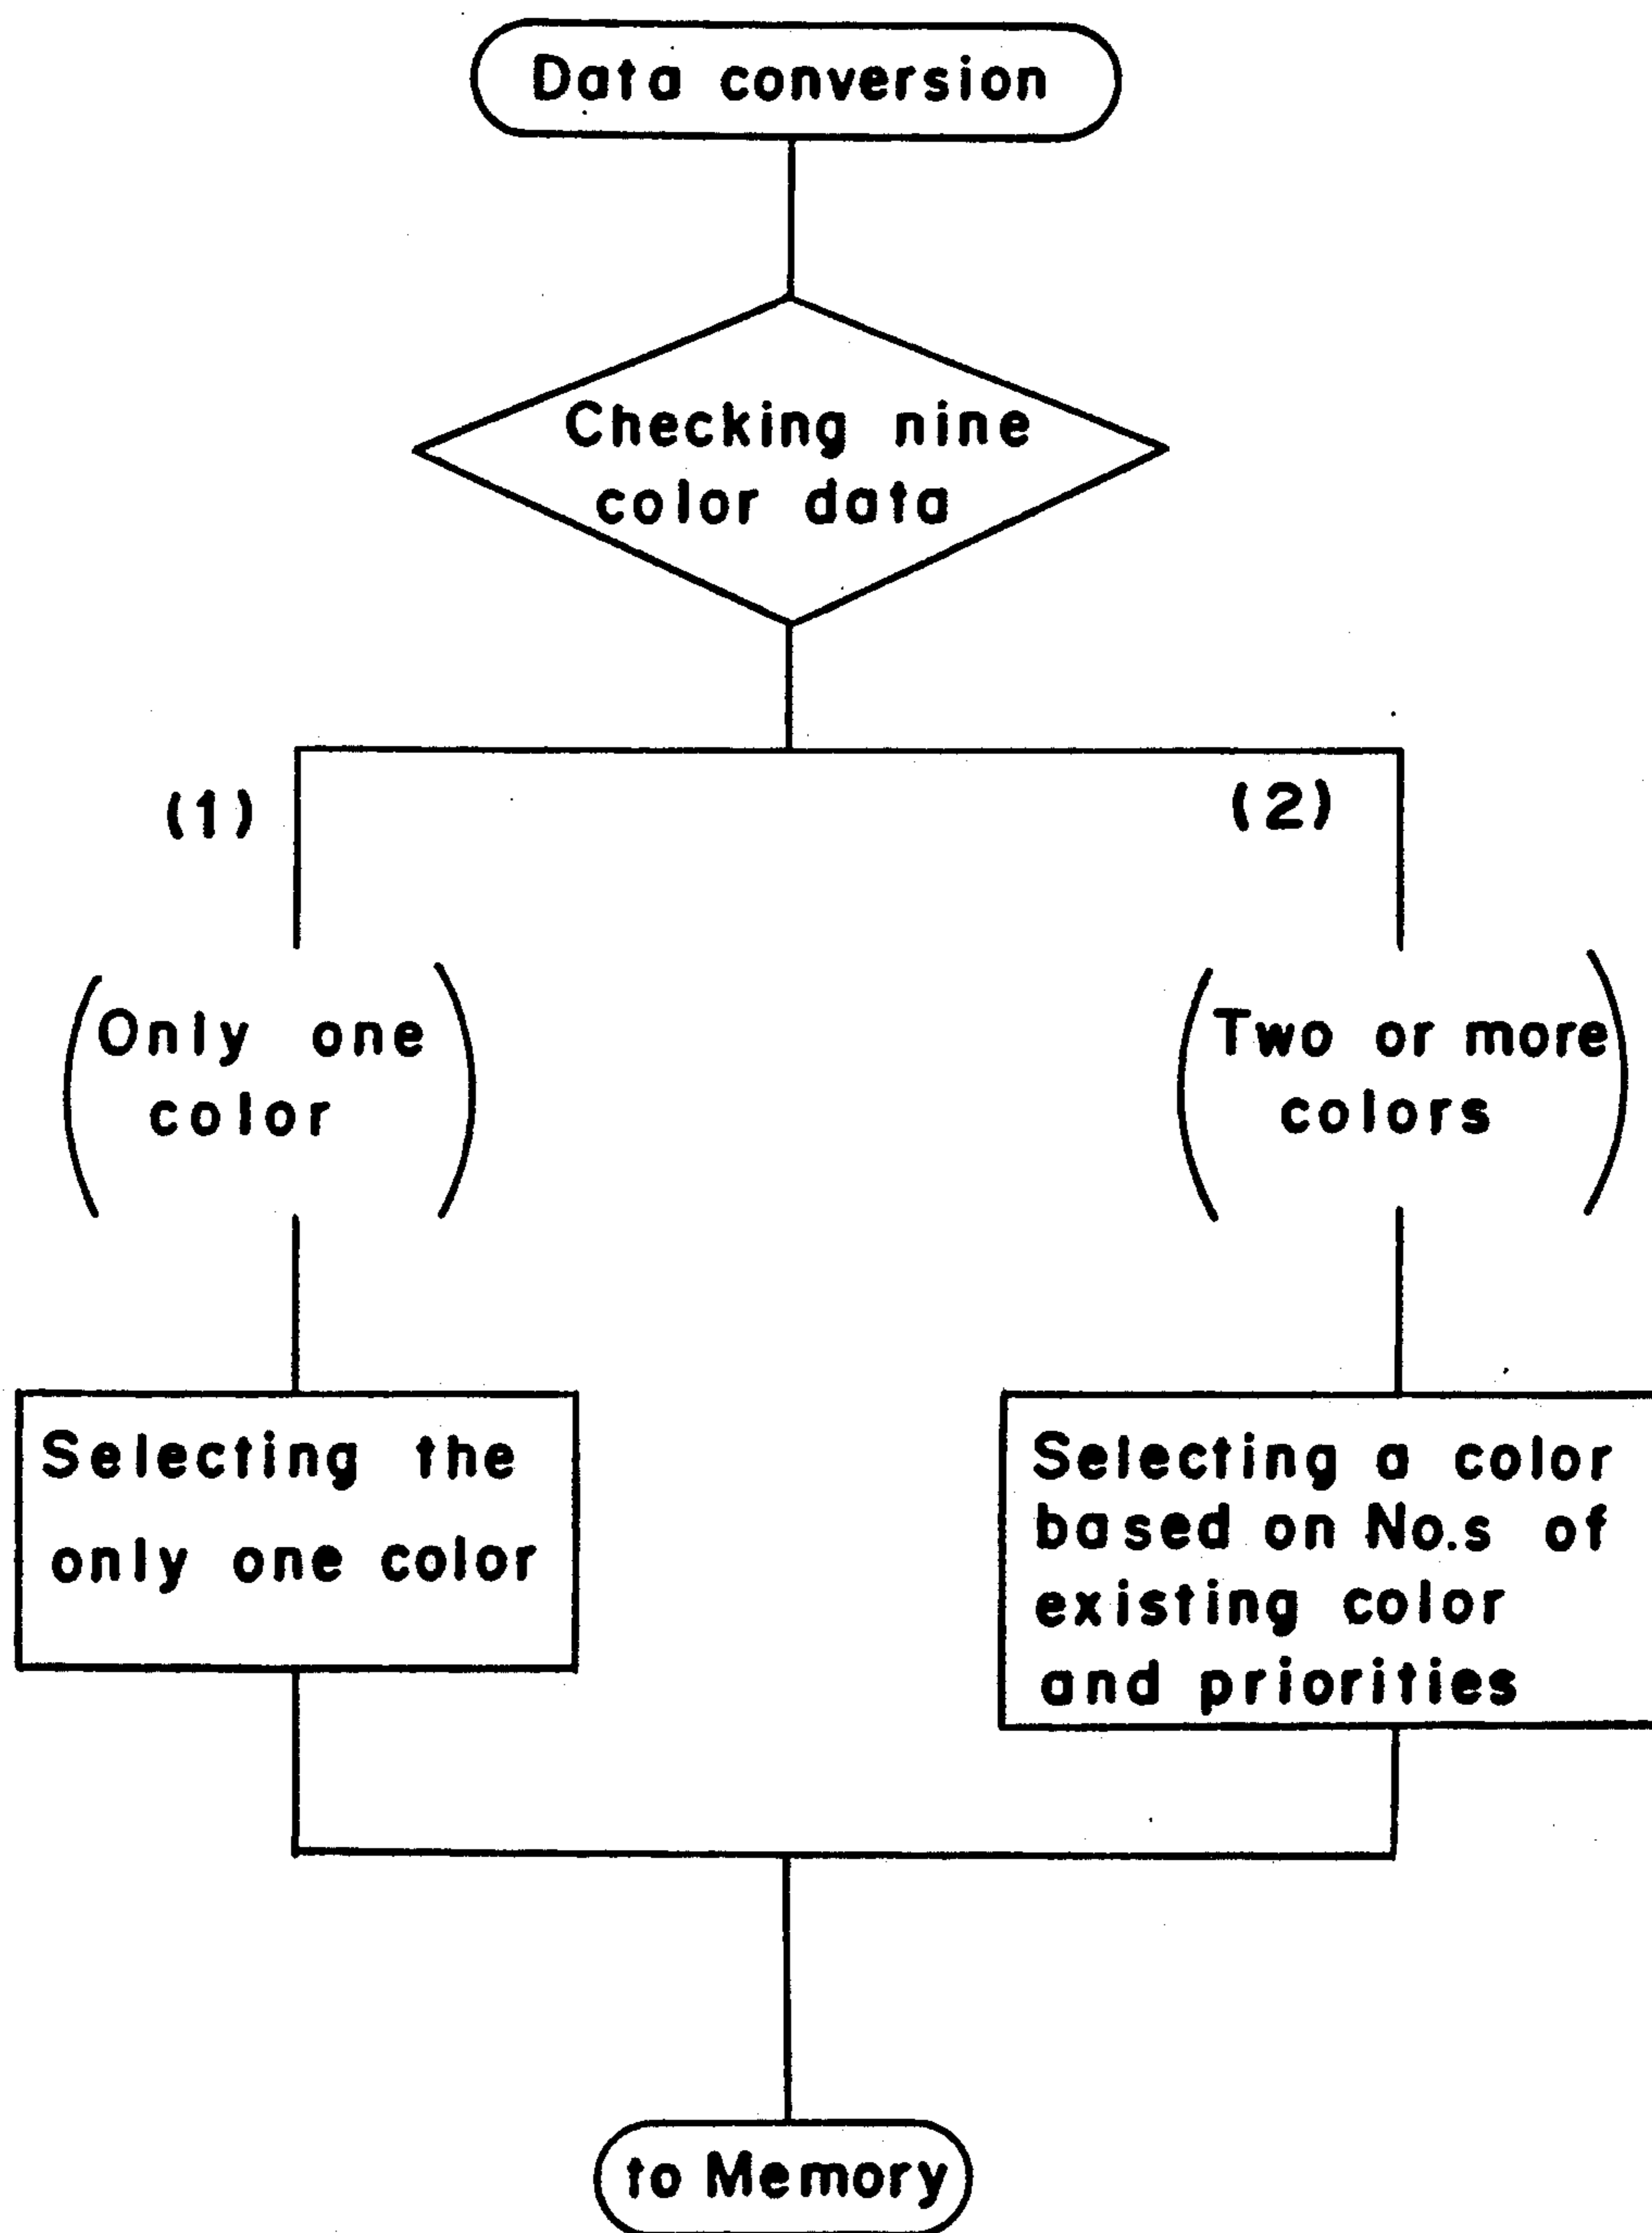 Data conversion
Checking nine
color data
(1)
(2)
(Only one
color)
(Two or more
colors)
Selecting the
only one color
Selecting a color
based on No.s of
existing color
and priorities
to Memory